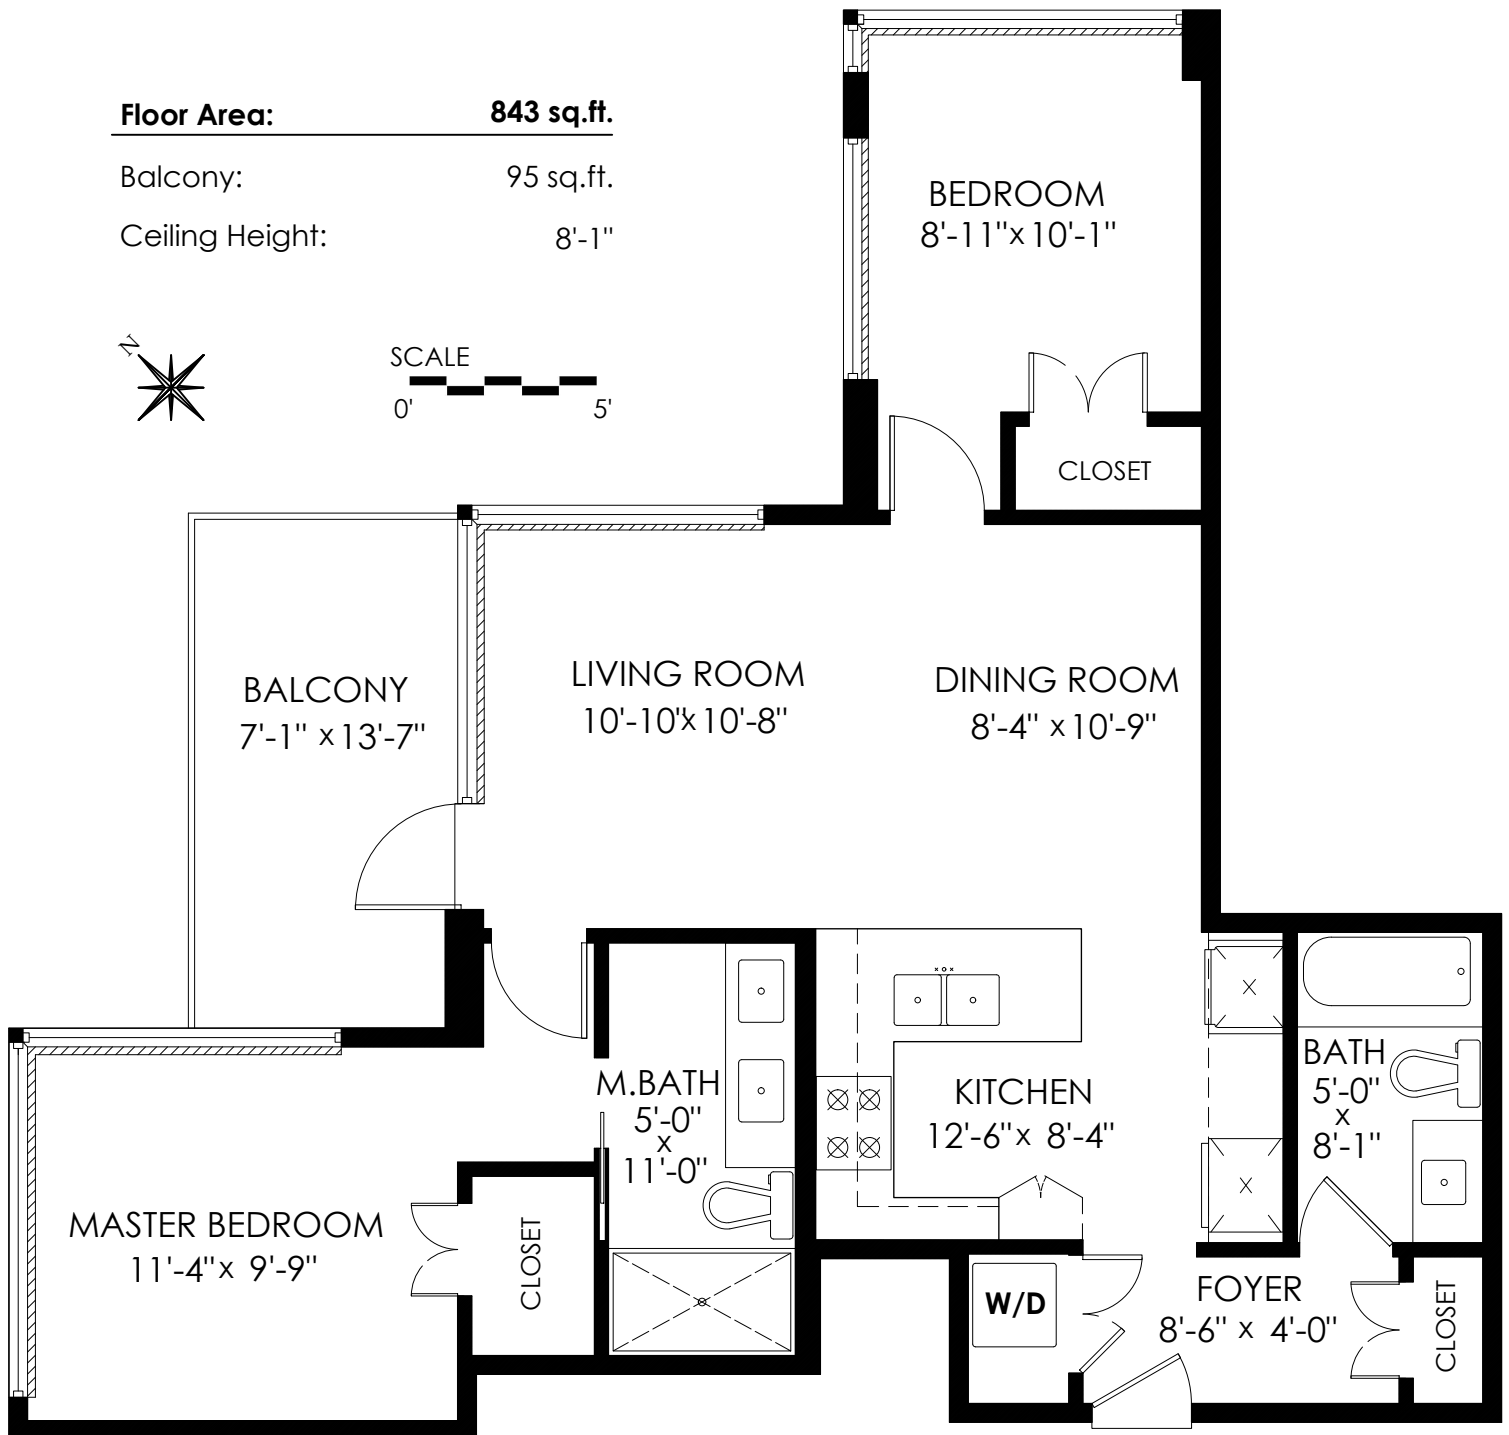 Floor Area: 843 sq.ft.
Balcony: 95 sq.ft.
Ceiling Height: 8'-1"
N
SCALE
0' 5'
BEDROOM
8'-11"x 10'-1"
CLOSET
BALCONY
7'-1" x 13'-7"
LIVING ROOM
10'-10"x 10'-8"
DINING ROOM
8'-4" x 10'-9"
M.BATH
5'-0"
x
11'-0"
KITCHEN
12'-6" x 8'-4"
BATH
5'-0"
x
8'-1"
MASTER BEDROOM
11'-4" x 9'-9"
CLOSET
W/D
FOYER
8'-6" x 4'-0"
CLOSET